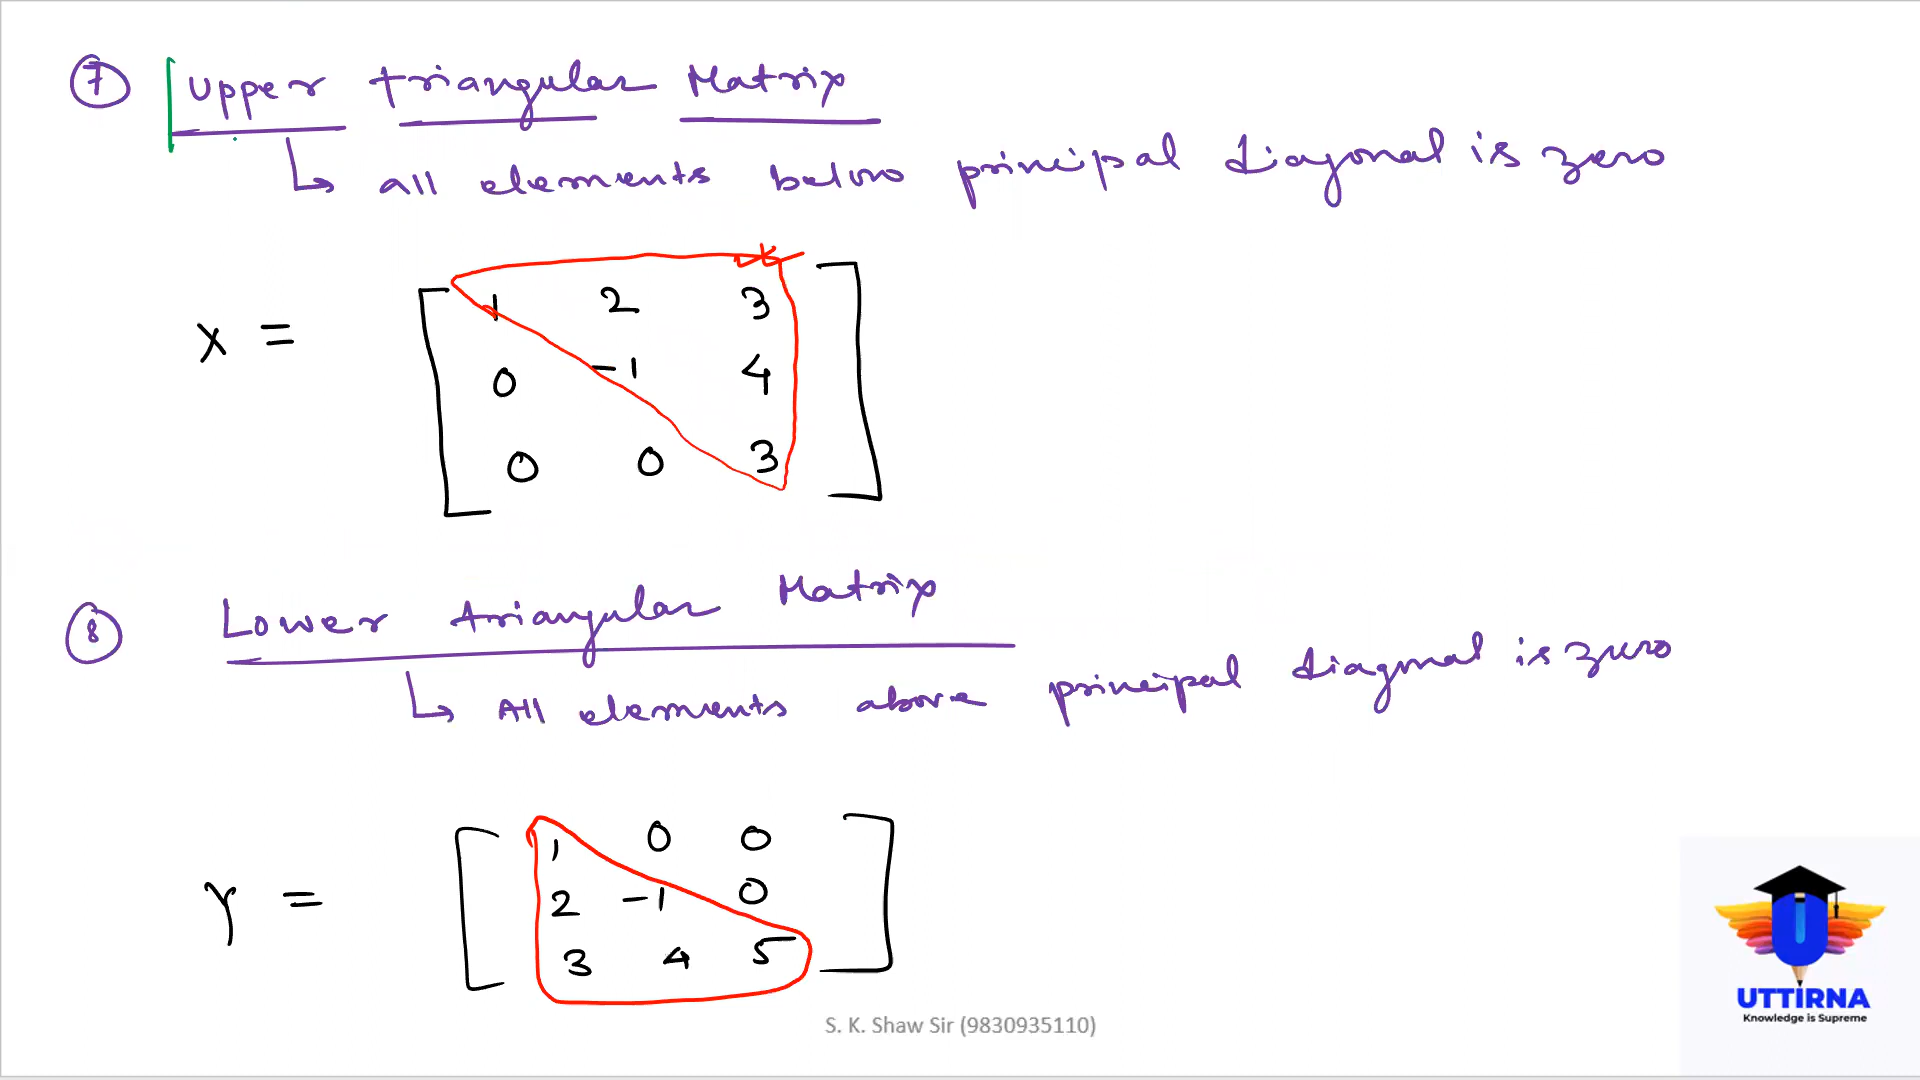 7 Upper triangular Matrix
↳ all elements below principal diagonal is zero
X = [ 1 2 3
0 -1 4
0 0 3 ]
8 Lower triangular Matrix
↳ All elements above principal diagonal is zero
Y = [ 1 0 0
2 -1 0
3 4 5 ]
UTTIRNA
Knowledge is Supreme
S. K. Shaw Sir (9830935110)